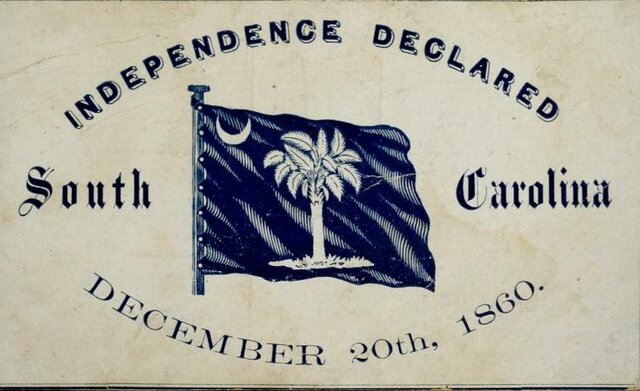 INDEPENDENCE DECLARED
South Carolina
DECEMBER 20th, 1860.